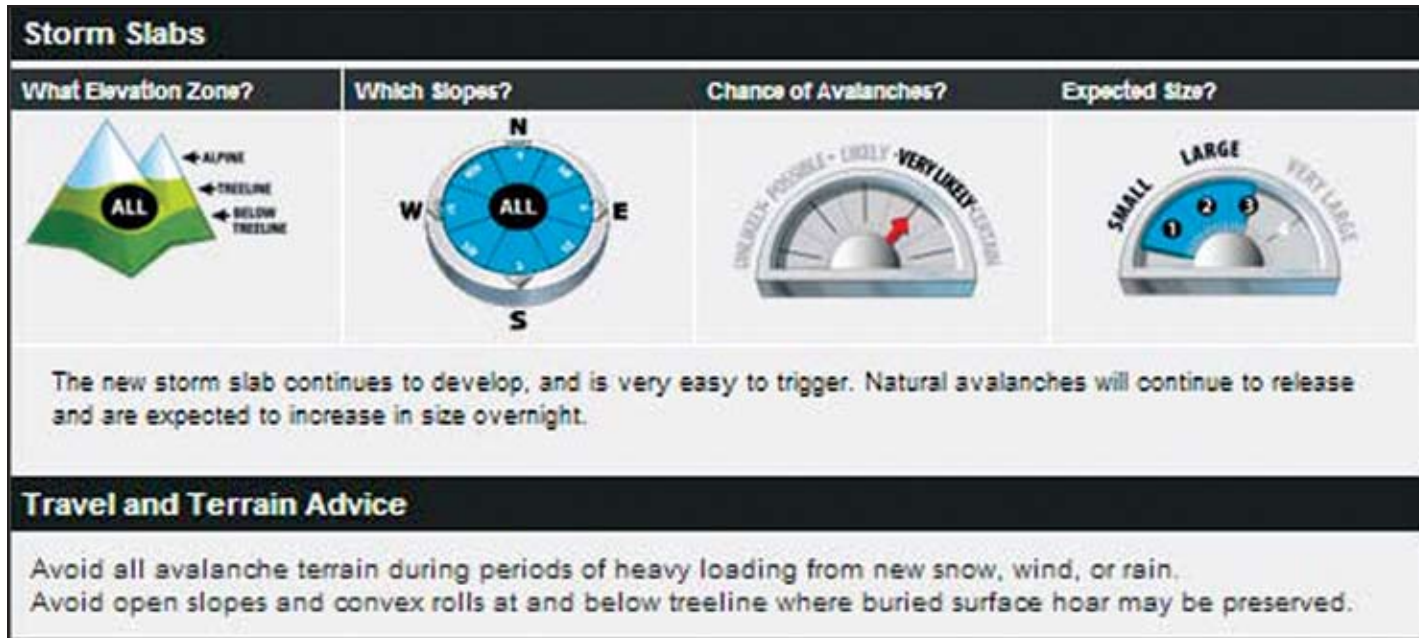 Storm Slabs
What Elevation Zone? Which Slopes? Chance of Avalanches? Expected Size?
ALPINE
TREELINE
BELOW TREELINE
ALL
N
W E
S
ALL
UNLIKELY - POSSIBLE - LIKELY - VERY LIKELY - CERTAIN
SMALL LARGE VERY LARGE
1 2 3 4
The new storm slab continues to develop, and is very easy to trigger. Natural avalanches will continue to release
and are expected to increase in size overnight.
Travel and Terrain Advice
Avoid all avalanche terrain during periods of heavy loading from new snow, wind, or rain.
Avoid open slopes and convex rolls at and below treeline where buried surface hoar may be preserved.